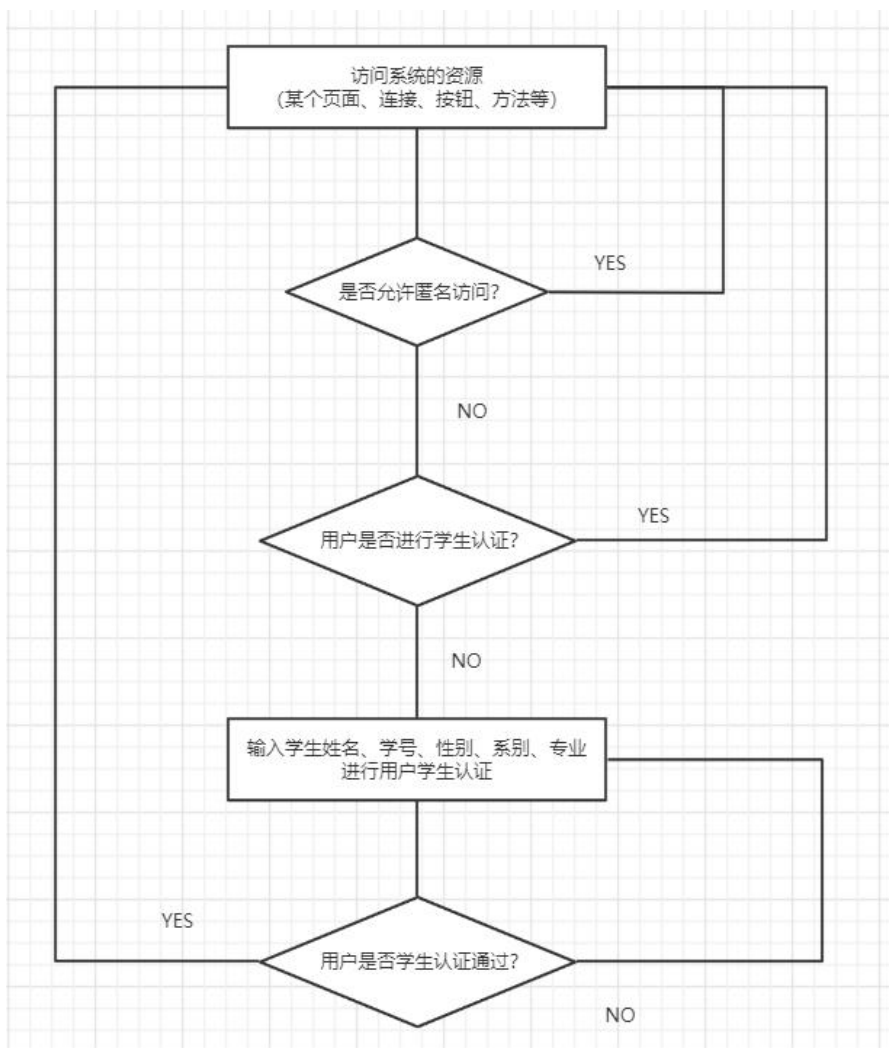 访问系统的资源
（某个页面、连接、按钮、方法等）
YES
是否允许匿名访问?
NO
YES
用户是否进行学生认证?
NO
输入学生姓名、学号、性别、系别、专业
进行用户学生认证
YES
用户是否学生认证通过?
NO